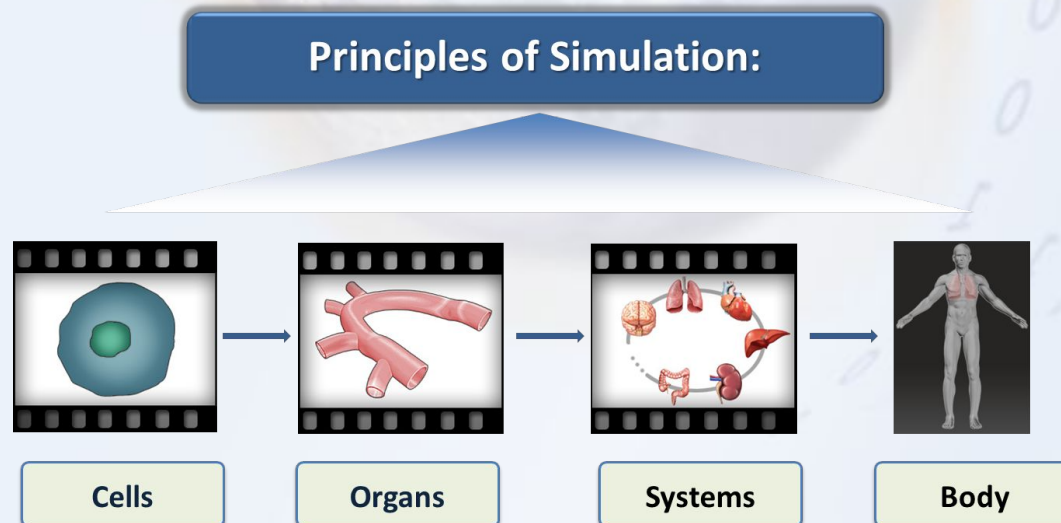 Principles of Simulation:
Cells
Organs
Systems
Body